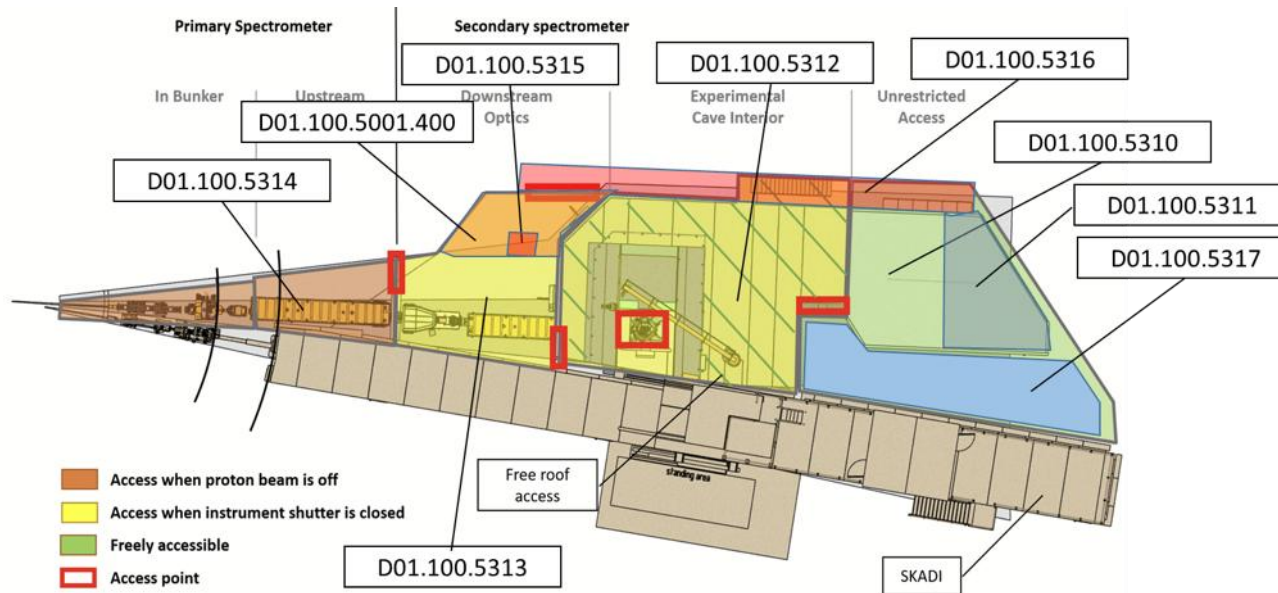 Primary Spectrometer
Secondary spectrometer
D01.100.5315
D01.100.5312
D01.100.5316
In Bunker
Upstream
Downstream
Optics
Experimental
Cave Interior
Unrestricted
Access
D01.100.5001.400
D01.100.5310
D01.100.5314
D01.100.5311
D01.100.5317
Access when proton beam is off
Access when instrument shutter is closed
Freely accessible
Access point
Free roof
access
standing area
D01.100.5313
SKADI